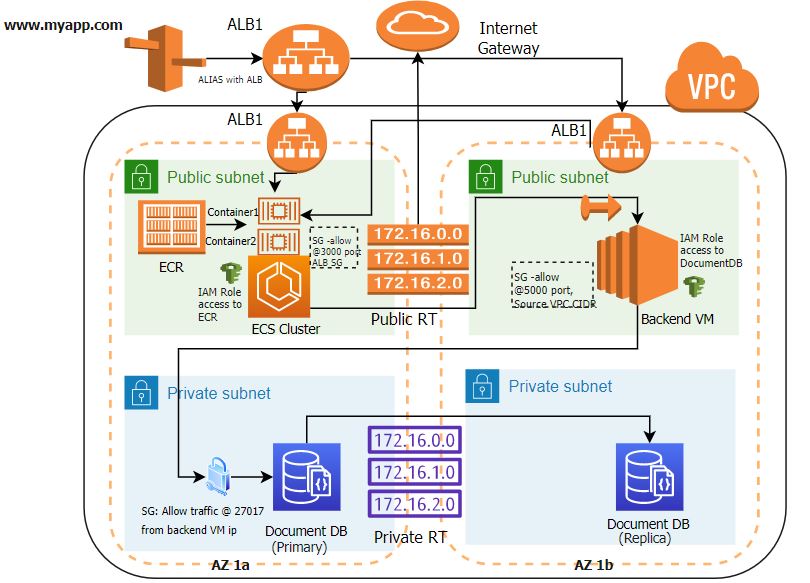 www.myapp.com
ALB1
Internet
Gateway
ALIAS with ALB
VPC
ALB1
ALB1
Public subnet
Public subnet
Container1
Container2
ECR
SG -allow
@3000 port
ALB SG
172.16.0.0
172.16.1.0
172.16.2.0
Public RT
IAM Role
access to
ECR
ECS Cluster
SG -allow
@5000 port,
Source VPC CIDR
IAM Role
access to
DocumentDB
Backend VM
Private subnet
Private subnet
172.16.0.0
172.16.1.0
172.16.2.0
Private RT
SG: Allow traffic @ 27017
from backend VM ip
Document DB
(Primary)
Document DB
(Replica)
AZ 1a
AZ 1b